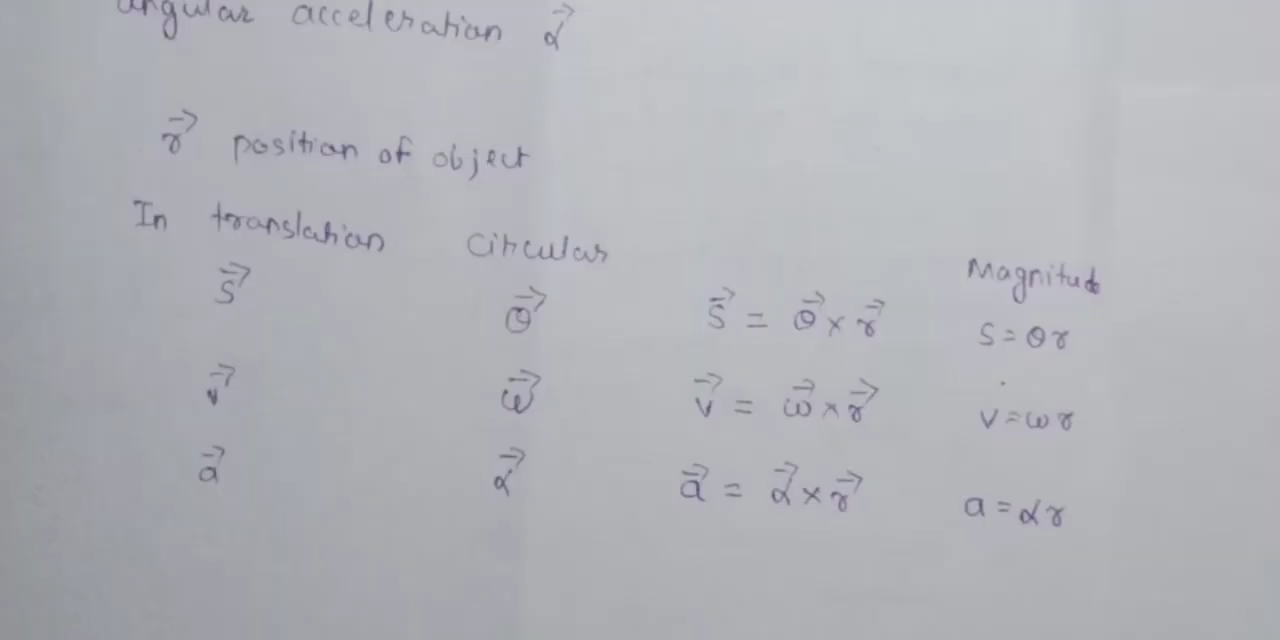 angular acceleration α⃗
r⃗ position of object
In translation circular Magnitude
s⃗ θ⃗ s⃗ = θ⃗ × r⃗ s = θr
v⃗ ω⃗ v⃗ = ω⃗ × r⃗ v = ωr
a⃗ α⃗ a⃗ = α⃗ × r⃗ a = αr